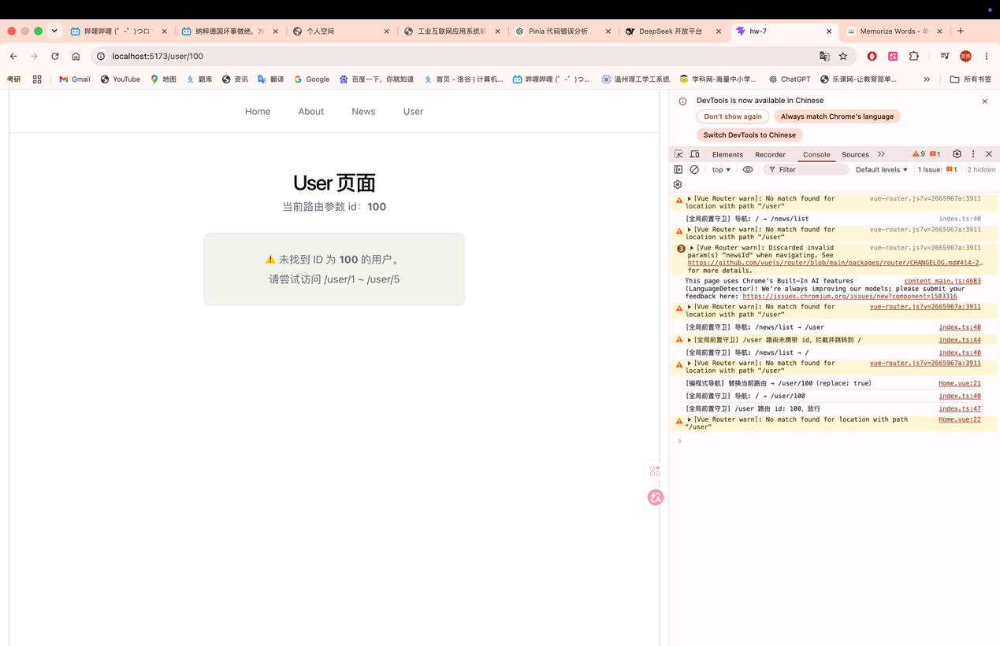 哔哩哔哩 (゜-゜)つロ
纳粹德国坏事做绝，为
个人空间
工业互联网应用系统前
Pinia 代码错误分析
DeepSeek 开放平台
hw-7
Memorize Words - 单
localhost:5173/user/100
奕扬
考研
Gmail
YouTube
地图
题库
资讯
翻译
Google
百度一下，你就知道
首页 - 洛谷 | 计算机...
哔哩哔哩 (゜-゜)つ...
温州理工学工系统
学科网-海量中小学...
ChatGPT
乐课网-让教育简单...
所有书签
Home
About
News
User
User 页面
当前路由参数 id：100
⚠️ 未找到 ID 为 100 的用户。
请尝试访问 /user/1 ~ /user/5
DevTools is now available in Chinese
Don't show again
Always match Chrome's language
Switch DevTools to Chinese
Elements
Recorder
Console
Sources
9
1
top
Filter
Default levels
1 Issue: 1
2 hidden
[Vue Router warn]: No match found for vue-router.js?v=2665967a:3911
location with path "/user"
[全局前置守卫] 导航: / → /news/list index.ts:40
[Vue Router warn]: No match found for vue-router.js?v=2665967a:3911
location with path "/user"
3 [Vue Router warn]: Discarded invalid vue-router.js?v=2665967a:3911
param(s) "newsId" when navigating. See
https://github.com/vuejs/router/blob/main/packages/router/CHANGELOG.md#414-2…
for more details.
This page uses Chrome's Built-In AI features content main.js:4683
(LanguageDetector)! We're always improving our models; please submit your
feedback here: https://issues.chromium.org/issues/new?component=1583316
[Vue Router warn]: No match found for vue-router.js?v=2665967a:3911
location with path "/user"
[全局前置守卫] 导航: /news/list → /user index.ts:40
[全局前置守卫] /user 路由未携带 id，拦截并跳转到 / index.ts:44
[全局前置守卫] 导航: /news/list → / index.ts:40
[Vue Router warn]: No match found for vue-router.js?v=2665967a:3911
location with path "/user"
[编程式导航] 替换当前路由 → /user/100 (replace: true) Home.vue:21
[全局前置守卫] 导航: / → /user/100 index.ts:40
[全局前置守卫] /user 路由 id: 100，放行 index.ts:47
[Vue Router warn]: No match found for location with path Home.vue:22
"/user"